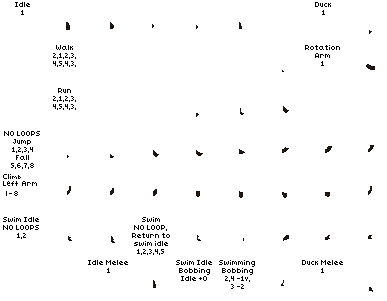 Idle
1
Duck
1
Walk
2,1,2,3,
4,5,4,3,
Rotation
Arm
1
Run
2,1,2,3,
4,5,4,3,
NO LOOPS
Jump
1,2,3,4
Fall
5,6,7,8
Climb
Left Arm
1-8
Swim Idle
NO LOOPS
1,2
Swim
NO LOOP,
Return to
swim idle
1,2,3,4,5
Swim Idle
Bobbing
Idle +0
Swimming
Bobbing
2,4 -1v,
3 -2
Idle Melee
1
Duck Melee
1